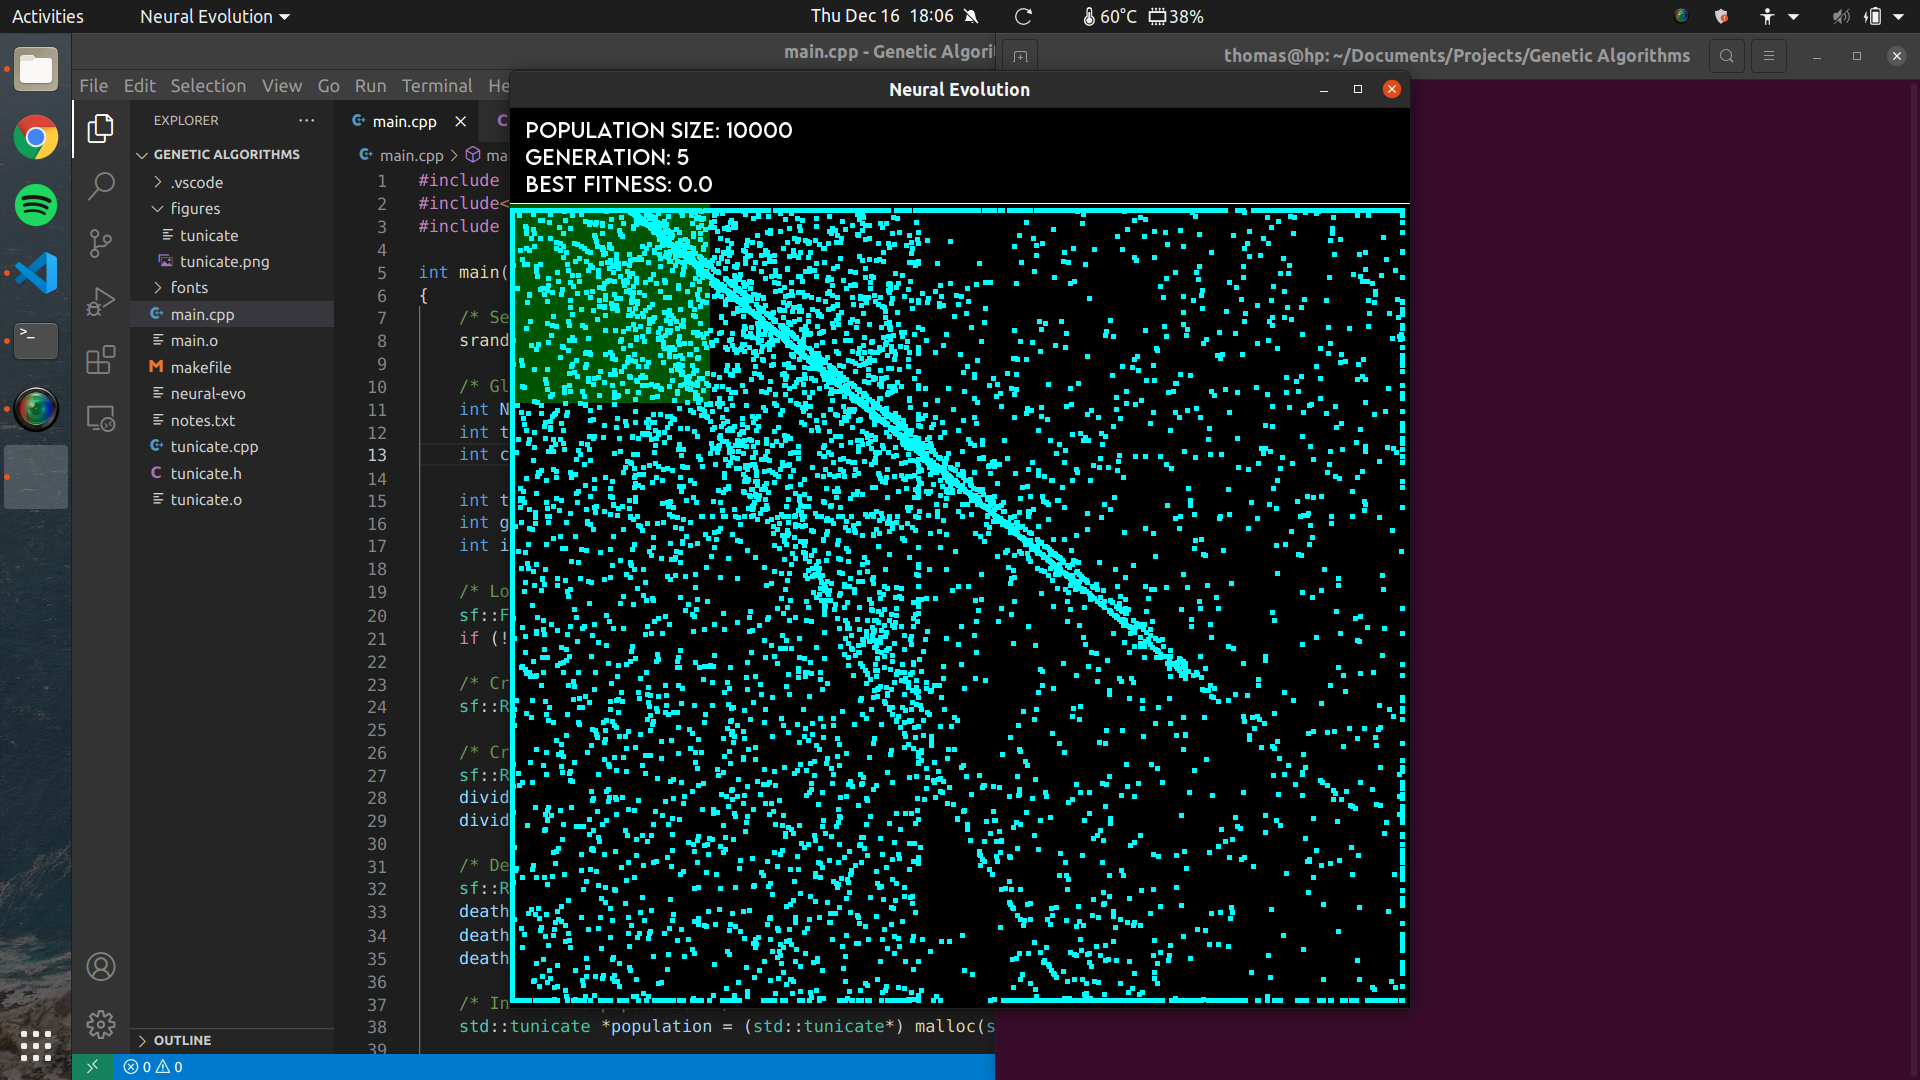 Activities
Neural Evolution
Thu Dec 16 18:06
60°C 38%
main.cpp - Genetic Algori
thomas@hp: ~/Documents/Projects/Genetic Algorithms
File Edit Selection View Go Run Terminal He
Neural Evolution
POPULATION SIZE: 10000
GENERATION: 5
BEST FITNESS: 0.0
EXPLORER
GENETIC ALGORITHMS
.vscode
figures
tunicate
tunicate.png
fonts
main.cpp
main.o
makefile
neural-evo
notes.txt
tunicate.cpp
tunicate.h
tunicate.o
OUTLINE
main.cpp
main.cpp > ma
1 #include
2 #include<
3 #include
4
5 int main(
6 {
7 /* Se
8 srand
9
10 /* Gl
11 int N
12 int t
13 int c
14
15 int t
16 int g
17 int i
18
19 /* Lo
20 sf::F
21 if (!
22
23 /* Cr
24 sf::R
25
26 /* Cr
27 sf::R
28 divid
29 divid
30
31 /* De
32 sf::R
33 death
34 death
35 death
36
37 /* In
38 std::tunicate *population = (std::tunicate*) malloc(s
39
0 0